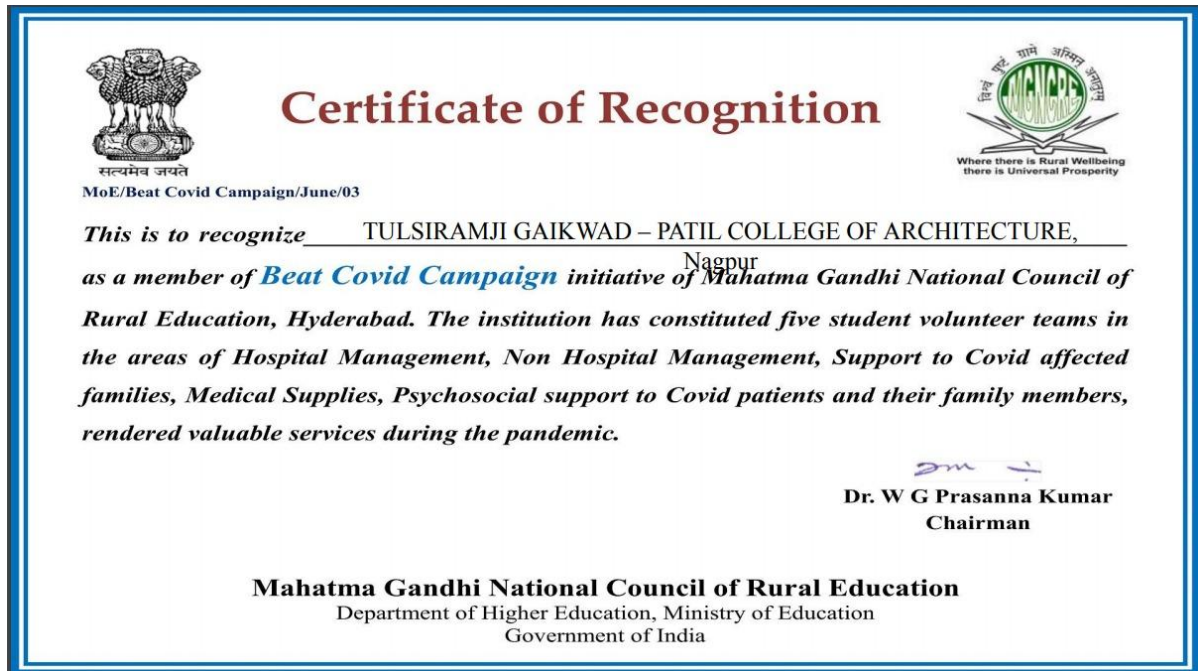 Certificate of Recognition
सत्यमेव जयते
विश्वं पुष्टं ग्रामे अस्मिन् अनातुरम्
MGNCRE
Where there is Rural Wellbeing
there is Universal Prosperity
MoE/Beat Covid Campaign/June/03
This is to recognize TULSIRAMJI GAIKWAD – PATIL COLLEGE OF ARCHITECTURE,
Nagpur
as a member of Beat Covid Campaign initiative of Mahatma Gandhi National Council of
Rural Education, Hyderabad. The institution has constituted five student volunteer teams in
the areas of Hospital Management, Non Hospital Management, Support to Covid affected
families, Medical Supplies, Psychosocial support to Covid patients and their family members,
rendered valuable services during the pandemic.
Dr. W G Prasanna Kumar
Chairman
Mahatma Gandhi National Council of Rural Education
Department of Higher Education, Ministry of Education
Government of India